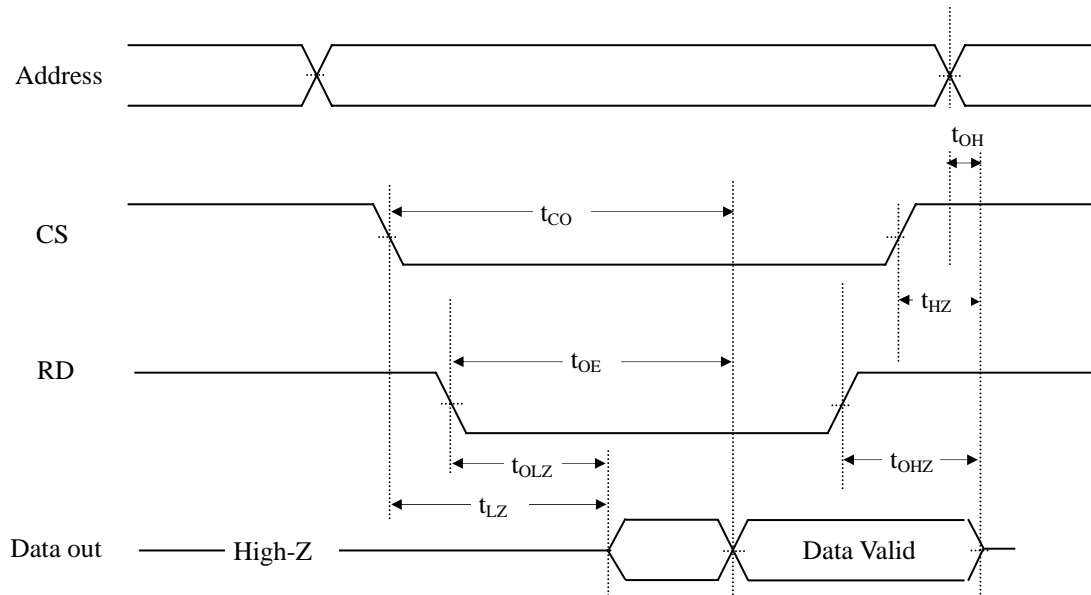 Address
t_OH
CS
t_CO
t_HZ
RD
t_OE
t_OLZ
t_OHZ
t_LZ
Data out
High-Z
Data Valid